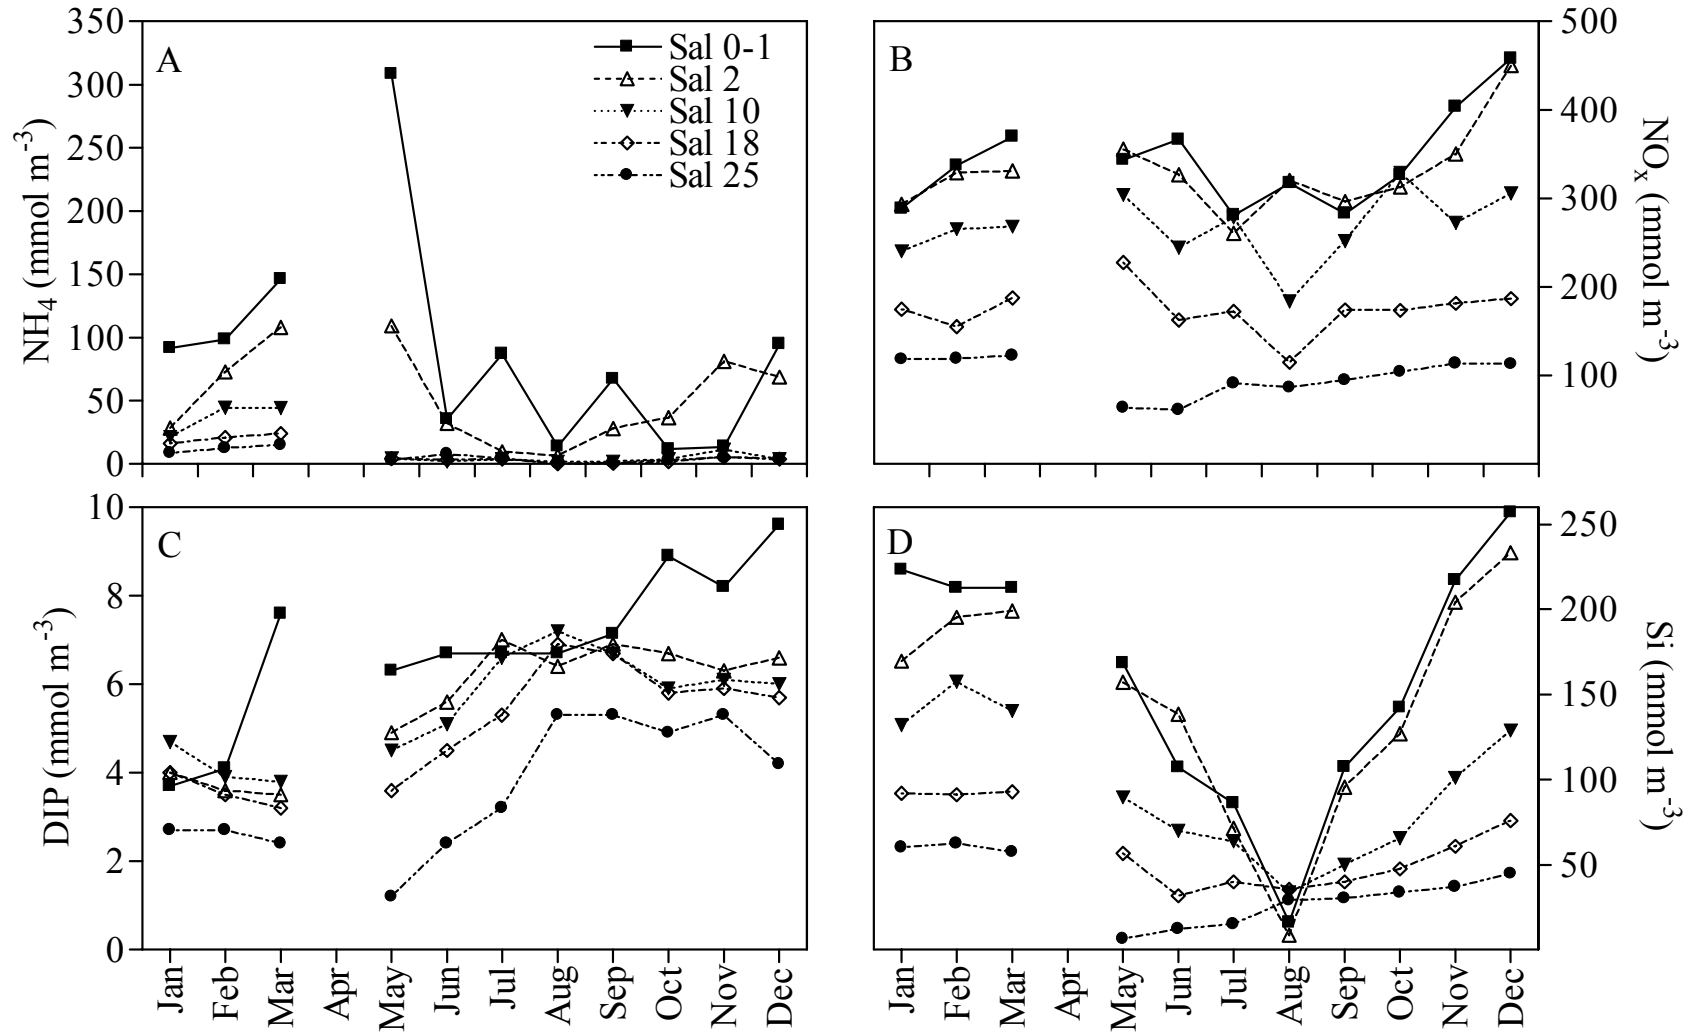 350
300
250
200
150
100
50
0
NH4 (mmol m-3)
A
Sal 0-1
Sal 2
Sal 10
Sal 18
Sal 25
B
500
400
300
200
100
NOx (mmol m-3)
10
8
6
4
2
0
DIP (mmol m-3)
C
Jan
Feb
Mar
Apr
May
Jun
Jul
Aug
Sep
Oct
Nov
Dec
D
250
200
150
100
50
Si (mmol m-3)
Jan
Feb
Mar
Apr
May
Jun
Jul
Aug
Sep
Oct
Nov
Dec